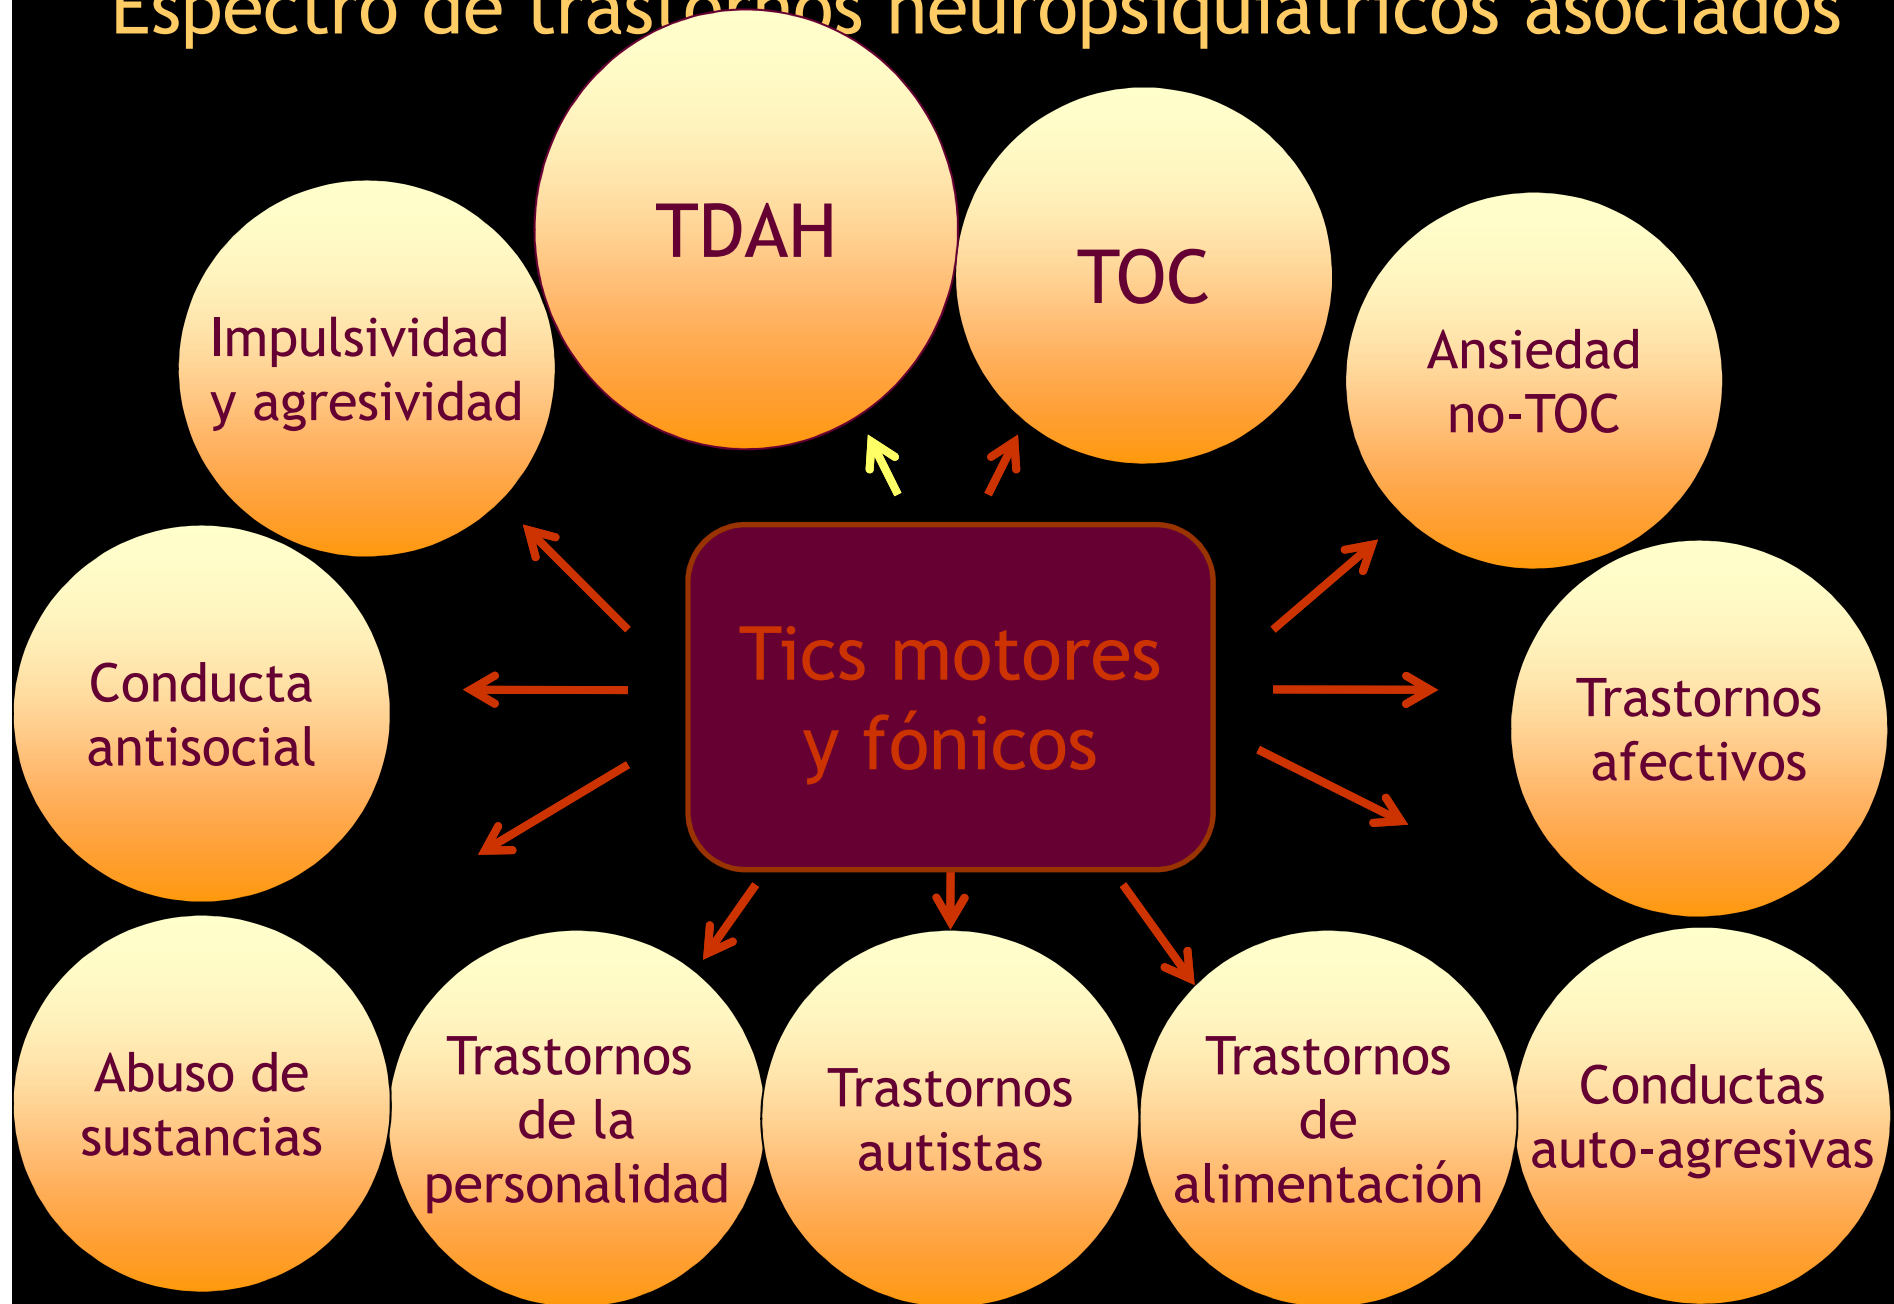 Espectro de trastornos neuropsiquiátricos asociados
TDAH
TOC
Impulsividad
y agresividad
Ansiedad
no-TOC
Tics motores
y fónicos
Conducta
antisocial
Trastornos
afectivos
Abuso de
sustancias
Trastornos
de la
personalidad
Trastornos
autistas
Trastornos
de
alimentación
Conductas
auto-agresivas